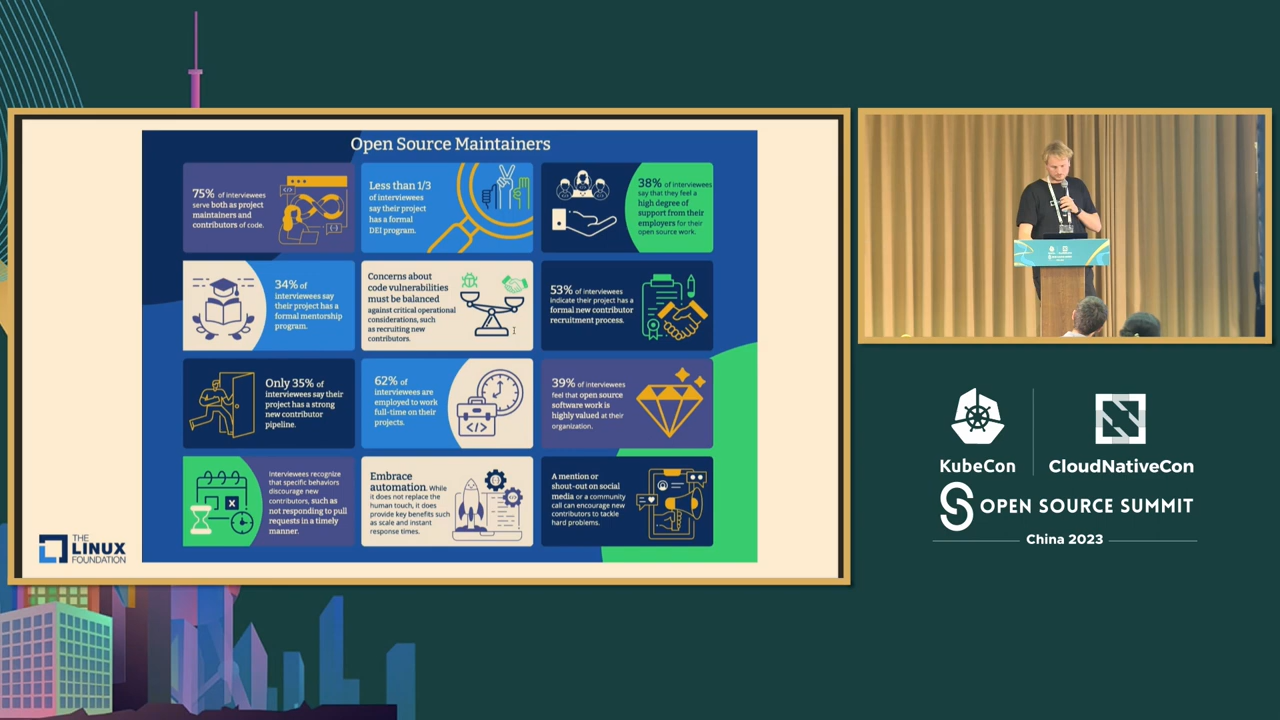 Open Source Maintainers
75% of interviewees
serve both as project
maintainers and
contributors of code.
Less than 1/3
of interviewees
say their project
has a formal
DEI program.
38% of interviewees
say that they feel a
high degree of
support from their
employers for their
open source work.
34% of
interviewees say
their project has a
formal mentorship
program.
Concerns about
code vulnerabilities
must be balanced
against critical operational
considerations, such
as recruiting new
contributors.
53% of interviewees
indicate their project has a
formal new contributor
recruitment process.
Only 35% of
interviewees say their
project has a strong
new contributor
pipeline.
62% of
interviewees are
employed to work
full-time on their
projects.
39% of interviewees
feel that open source
software work is
highly valued at their
organization.
Interviewees recognize
that specific behaviors
discourage new
contributors, such as
not responding to pull
requests in a timely
manner.
Embrace
automation. While
it does not replace the
human touch, it does
provide key benefits such
as scale and instant
response times.
A mention or
shout-out on social
media or a community
call can encourage new
contributors to tackle
hard problems.
THE
LINUX
FOUNDATION
KubeCon
CloudNativeCon
OPEN SOURCE SUMMIT
China 2023